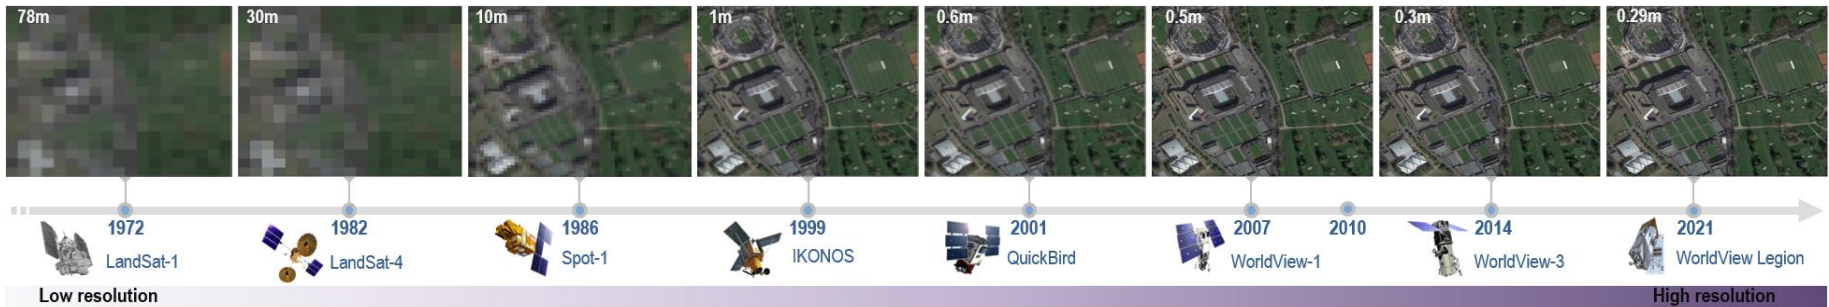 78m
30m
10m
1m
0.6m
0.5m
0.3m
0.29m
1972
1982
1986
1999
2001
2007
2010
2014
2021
LandSat-1
LandSat-4
Spot-1
IKONOS
QuickBird
WorldView-1
WorldView-3
WorldView Legion
Low resolution
High resolution